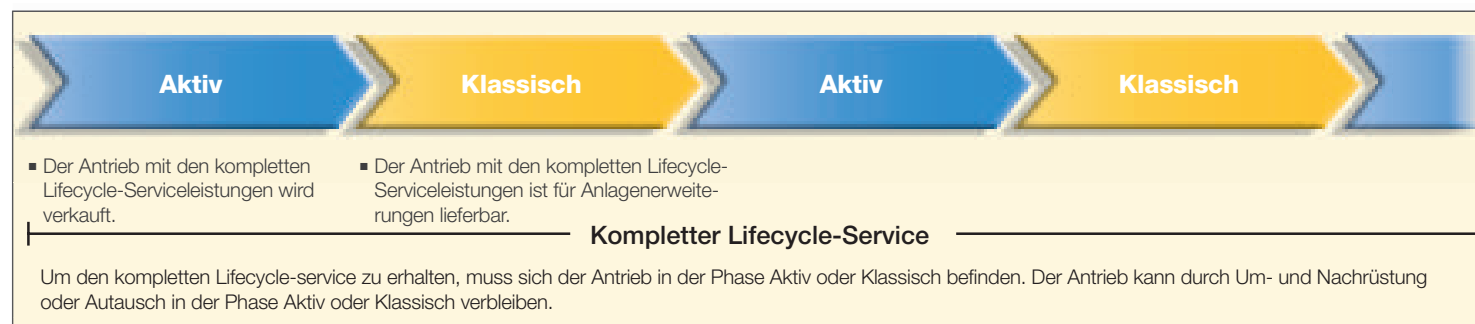 Aktiv
Klassisch
Aktiv
Klassisch
▪ Der Antrieb mit den kompletten
Lifecycle-Serviceleistungen wird
verkauft.
▪ Der Antrieb mit den kompletten Lifecycle-
Serviceleistungen ist für Anlagenerweite-
rungen lieferbar.
Kompletter Lifecycle-Service
Um den kompletten Lifecycle-service zu erhalten, muss sich der Antrieb in der Phase Aktiv oder Klassisch befinden. Der Antrieb kann durch Um- und Nachrüstung
oder Autausch in der Phase Aktiv oder Klassisch verbleiben.